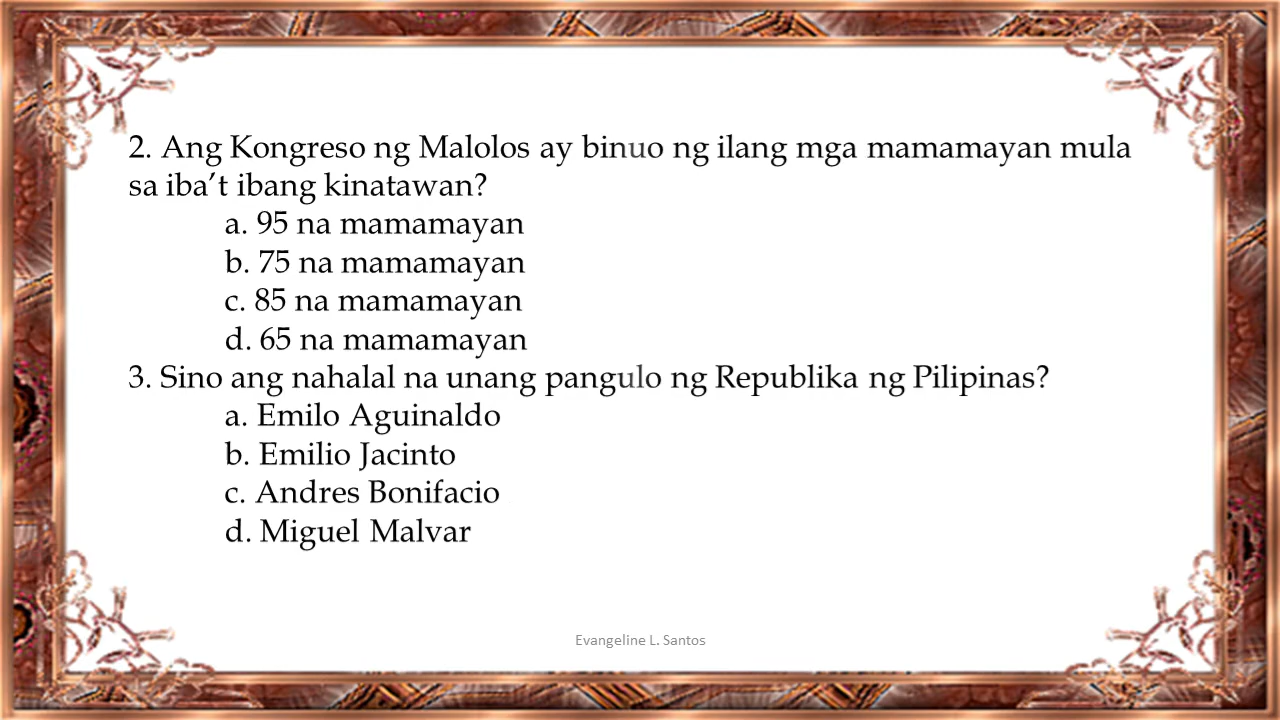 2. Ang Kongreso ng Malolos ay binuo ng ilang mga mamamayan mula
sa iba’t ibang kinatawan?
a. 95 na mamamayan
b. 75 na mamamayan
c. 85 na mamamayan
d. 65 na mamamayan
3. Sino ang nahalal na unang pangulo ng Republika ng Pilipinas?
a. Emilo Aguinaldo
b. Emilio Jacinto
c. Andres Bonifacio
d. Miguel Malvar
Evangeline L. Santos